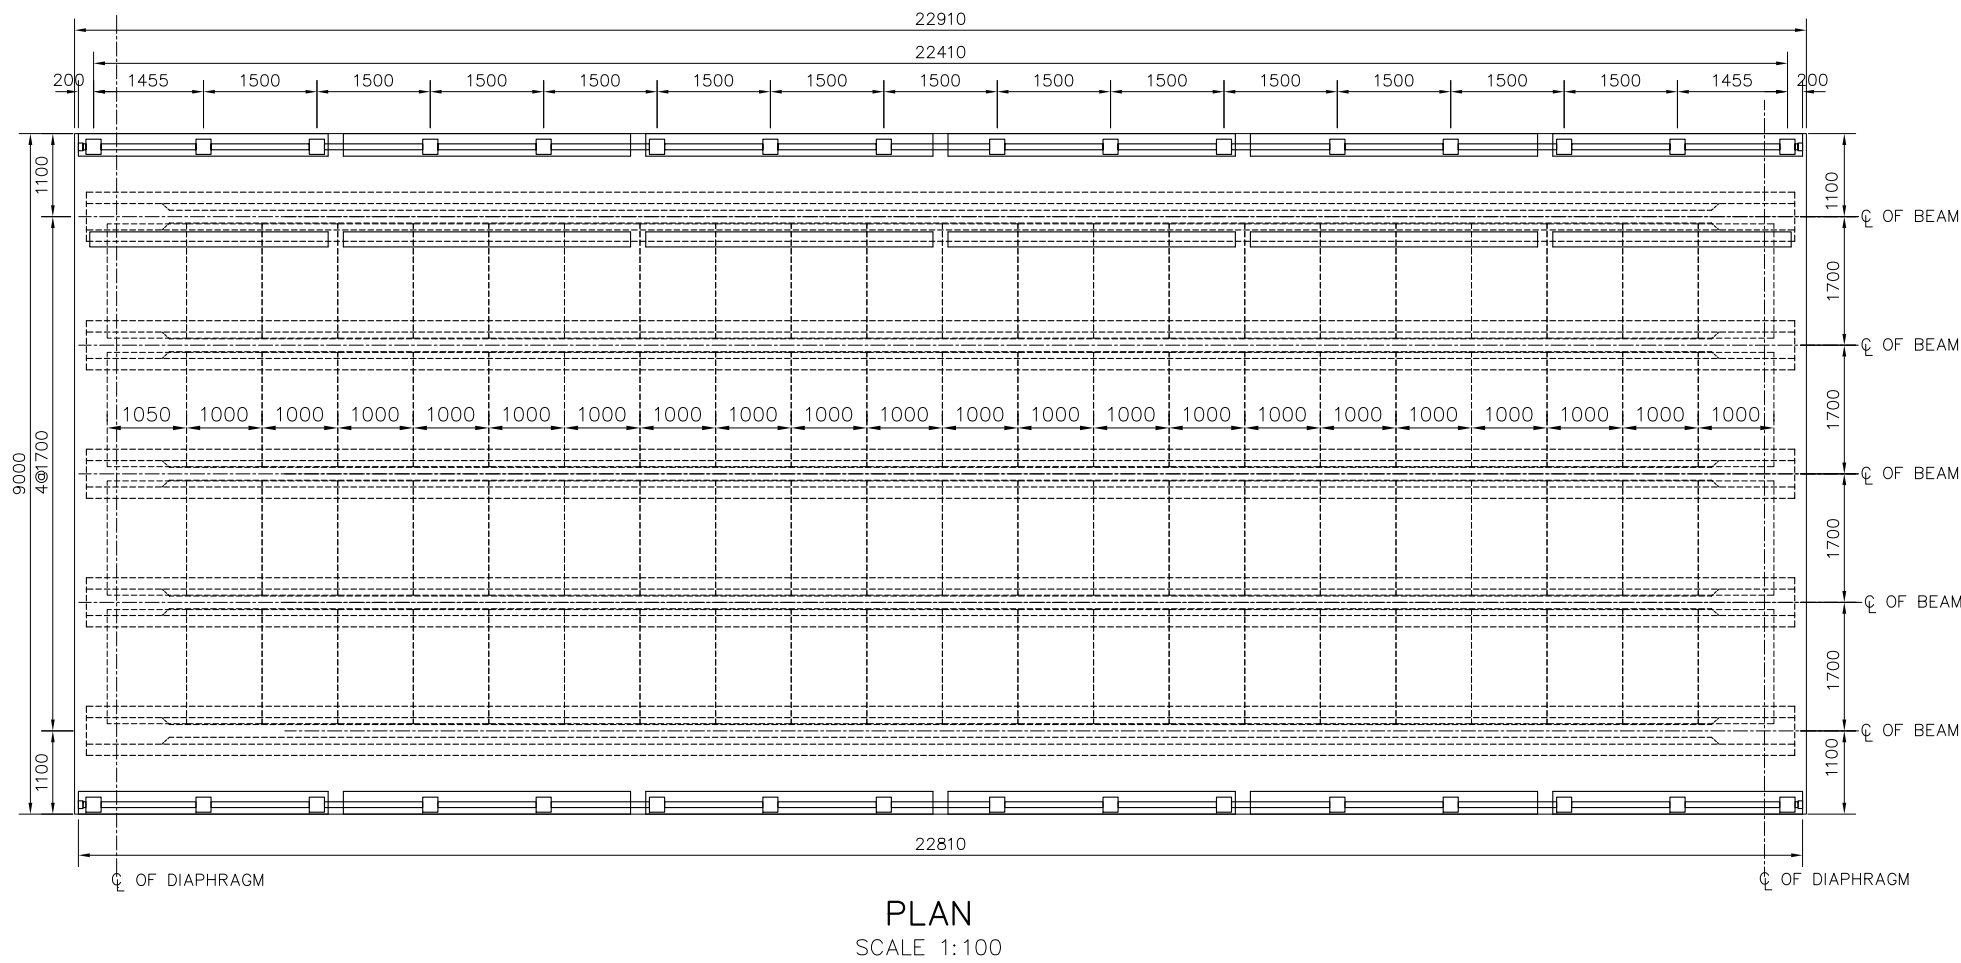 22910
22410
200 1455 1500 1500 1500 1500 1500 1500 1500 1500 1500 1500 1500 1500 1500 1455 200
1100
1100
℄ OF BEAM
1700
℄ OF BEAM
1700
1050 1000 1000 1000 1000 1000 1000 1000 1000 1000 1000 1000 1000 1000 1000 1000 1000 1000 1000 1000 1000 1000
9000
4@1700
℄ OF BEAM
1700
℄ OF BEAM
1700
℄ OF BEAM
1100
1100
22810
℄ OF DIAPHRAGM
℄ OF DIAPHRAGM
PLAN
SCALE 1:100